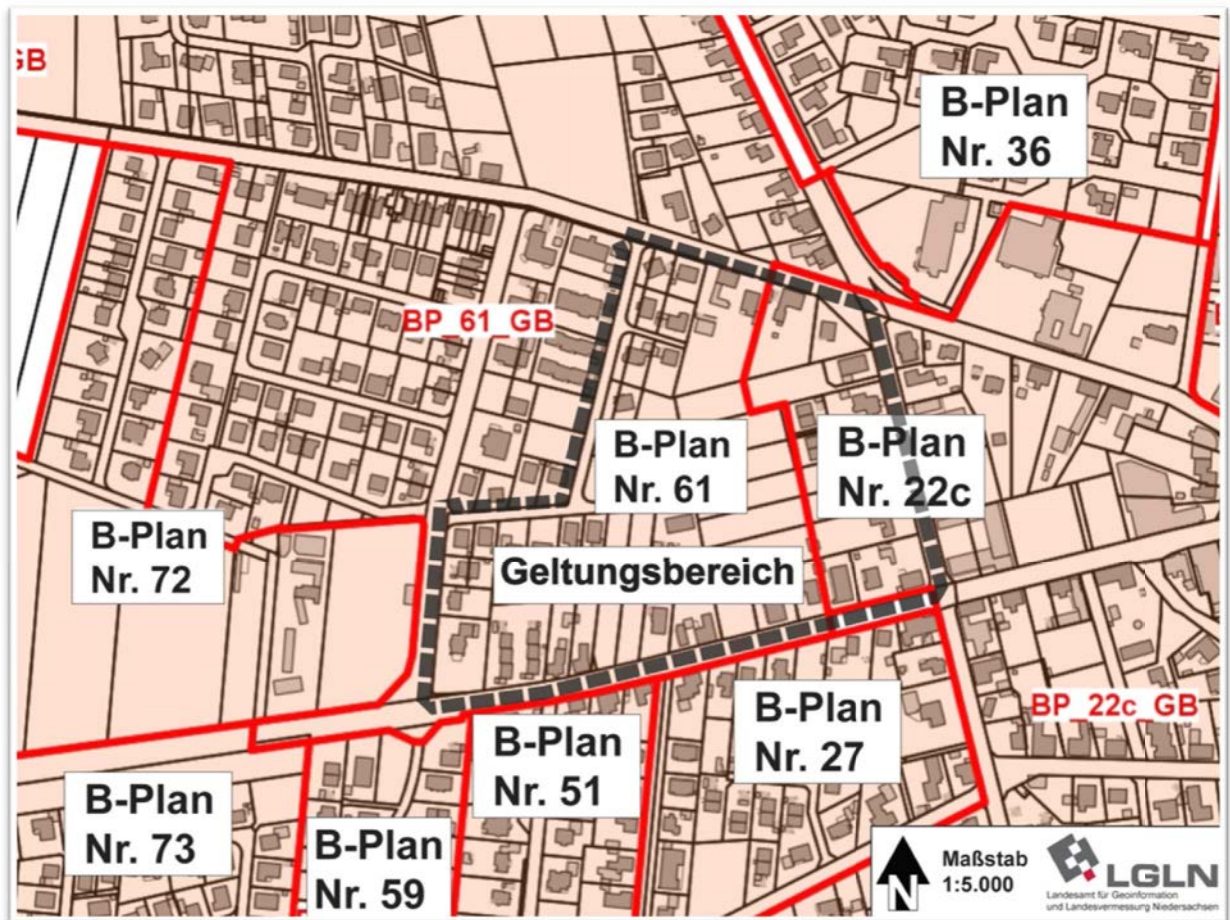 GB
B-Plan
Nr. 36
BP_61_GB
B-Plan
Nr. 61
B-Plan
Nr. 22c
B-Plan
Nr. 72
Geltungsbereich
B-Plan
Nr. 27
BP_22c_GB
B-Plan
Nr. 51
B-Plan
Nr. 73
B-Plan
Nr. 59
N
Maßstab
1:5.000
LGLN
Landesamt für Geoinformation
und Landesvermessung Niedersachsen